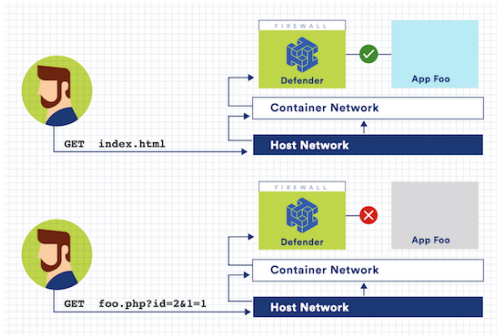 FIREWALL
Defender
App Foo
Container Network
GET index.html
Host Network
FIREWALL
Defender
App Foo
Container Network
GET foo.php?id=2&1=1
Host Network